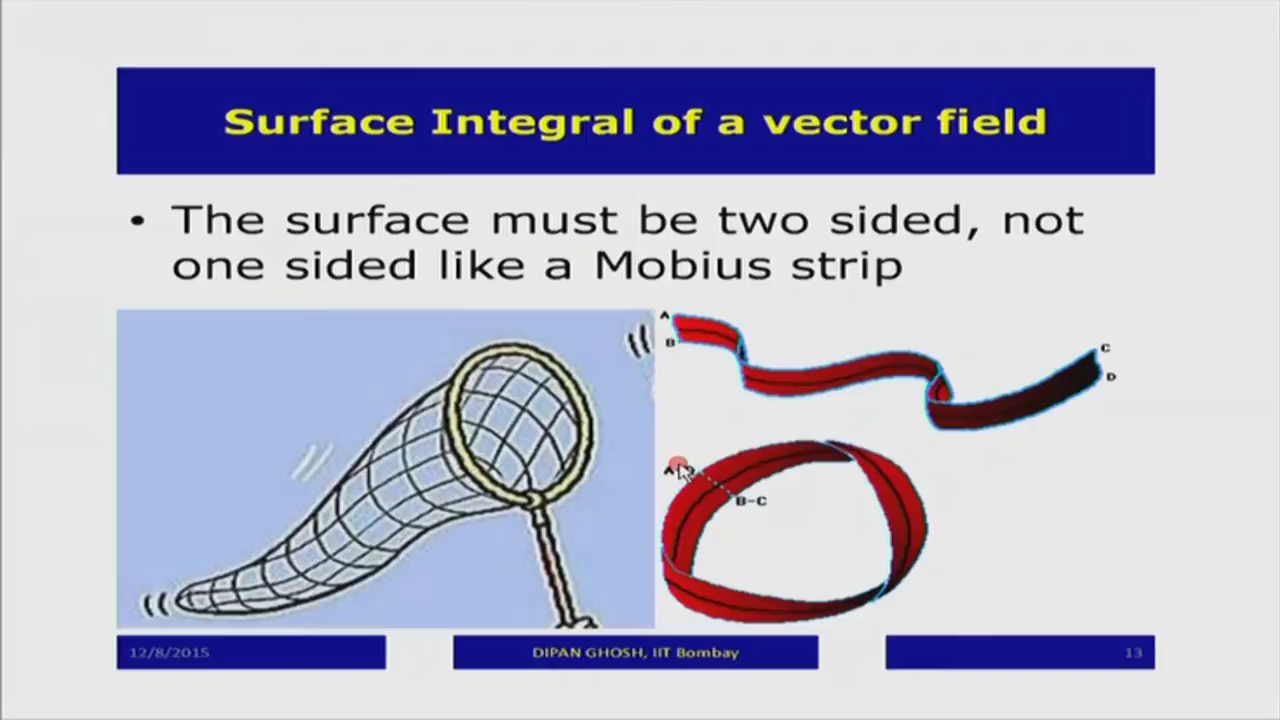 Surface Integral of a vector field
• The surface must be two sided, not
one sided like a Mobius strip
A
B
C
D
B-C
12/8/2015
DIPAN GHOSH, IIT Bombay
13